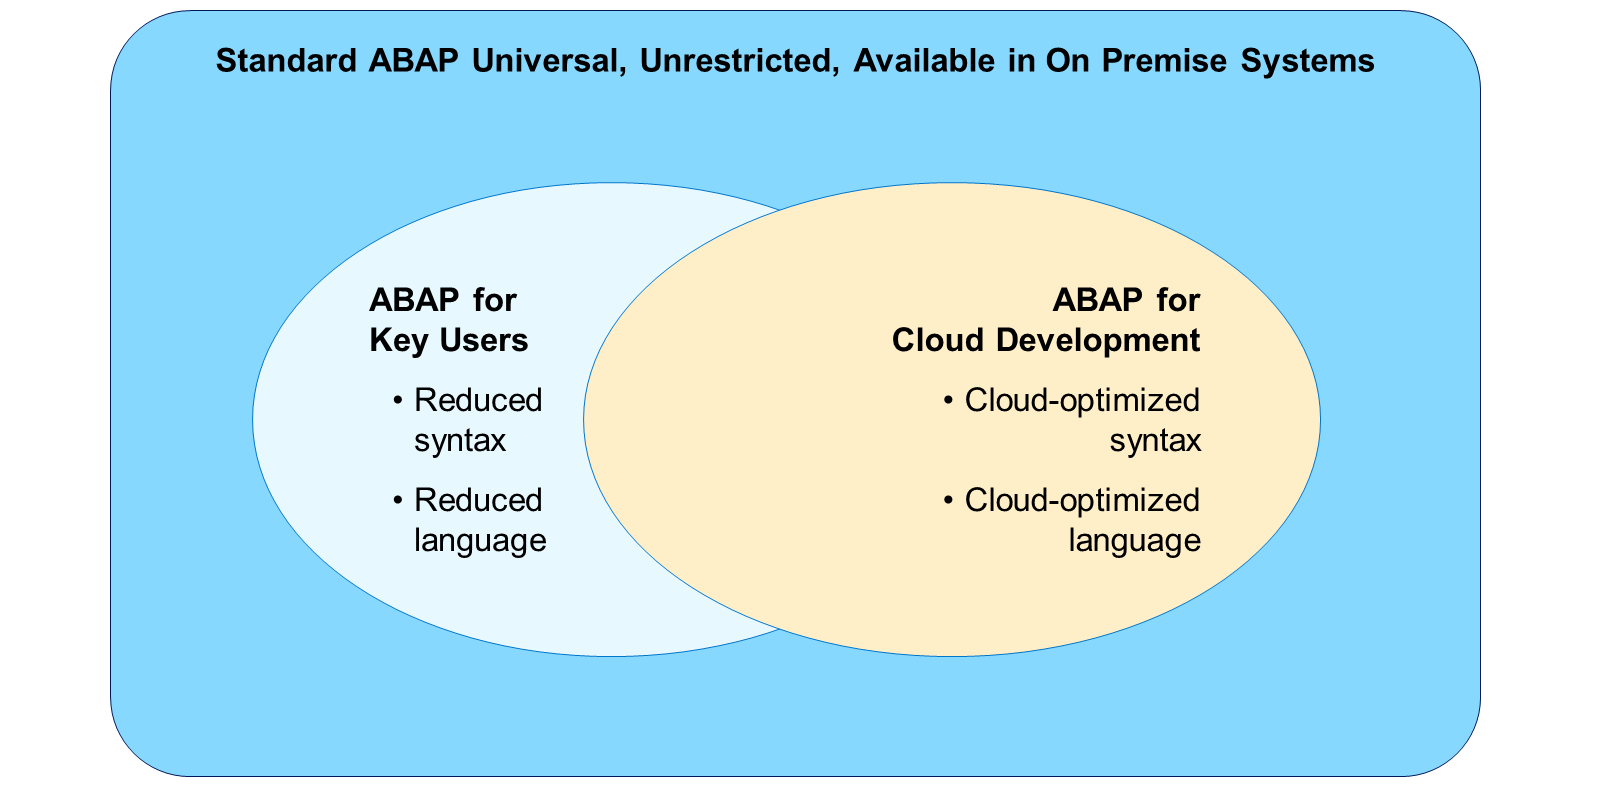 Standard ABAP Universal, Unrestricted, Available in On Premise Systems
ABAP for
Key Users
• Reduced
syntax
• Reduced
language
ABAP for
Cloud Development
• Cloud-optimized
syntax
• Cloud-optimized
language